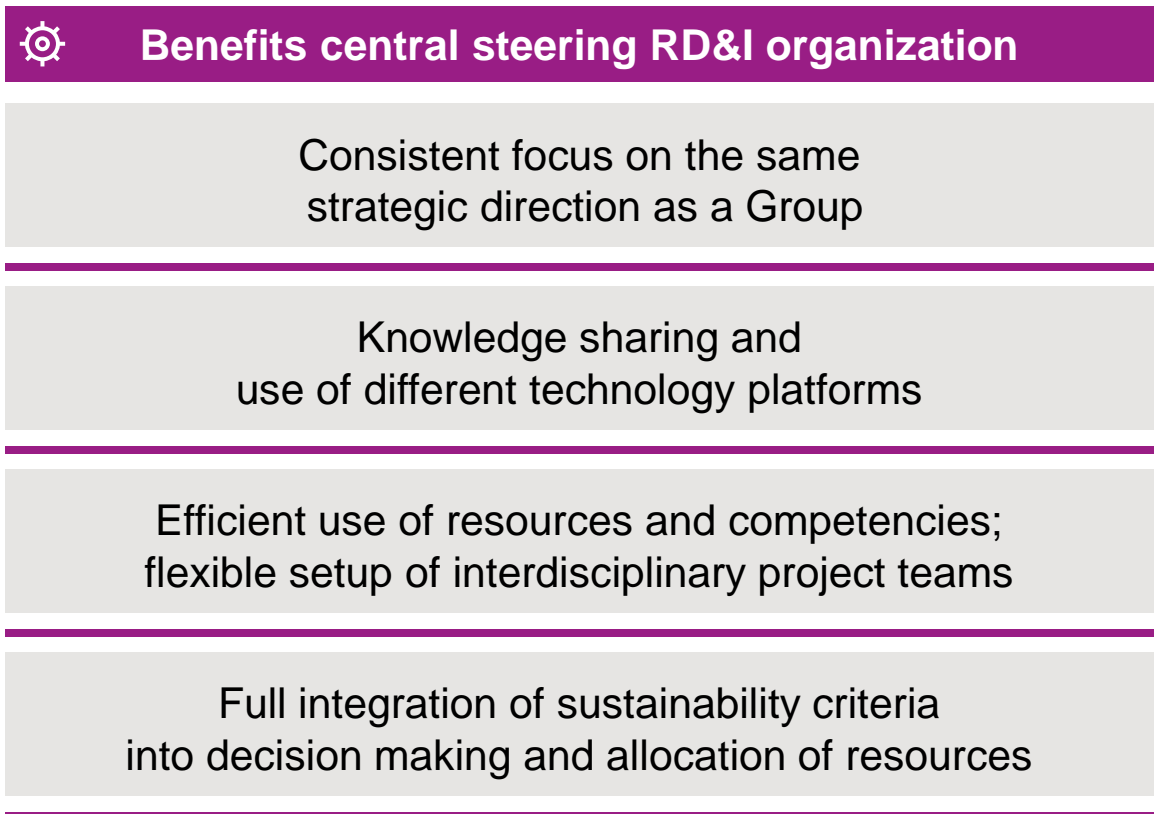 Benefits central steering RD&I organization
Consistent focus on the same
strategic direction as a Group
Knowledge sharing and
use of different technology platforms
Efficient use of resources and competencies;
flexible setup of interdisciplinary project teams
Full integration of sustainability criteria
into decision making and allocation of resources